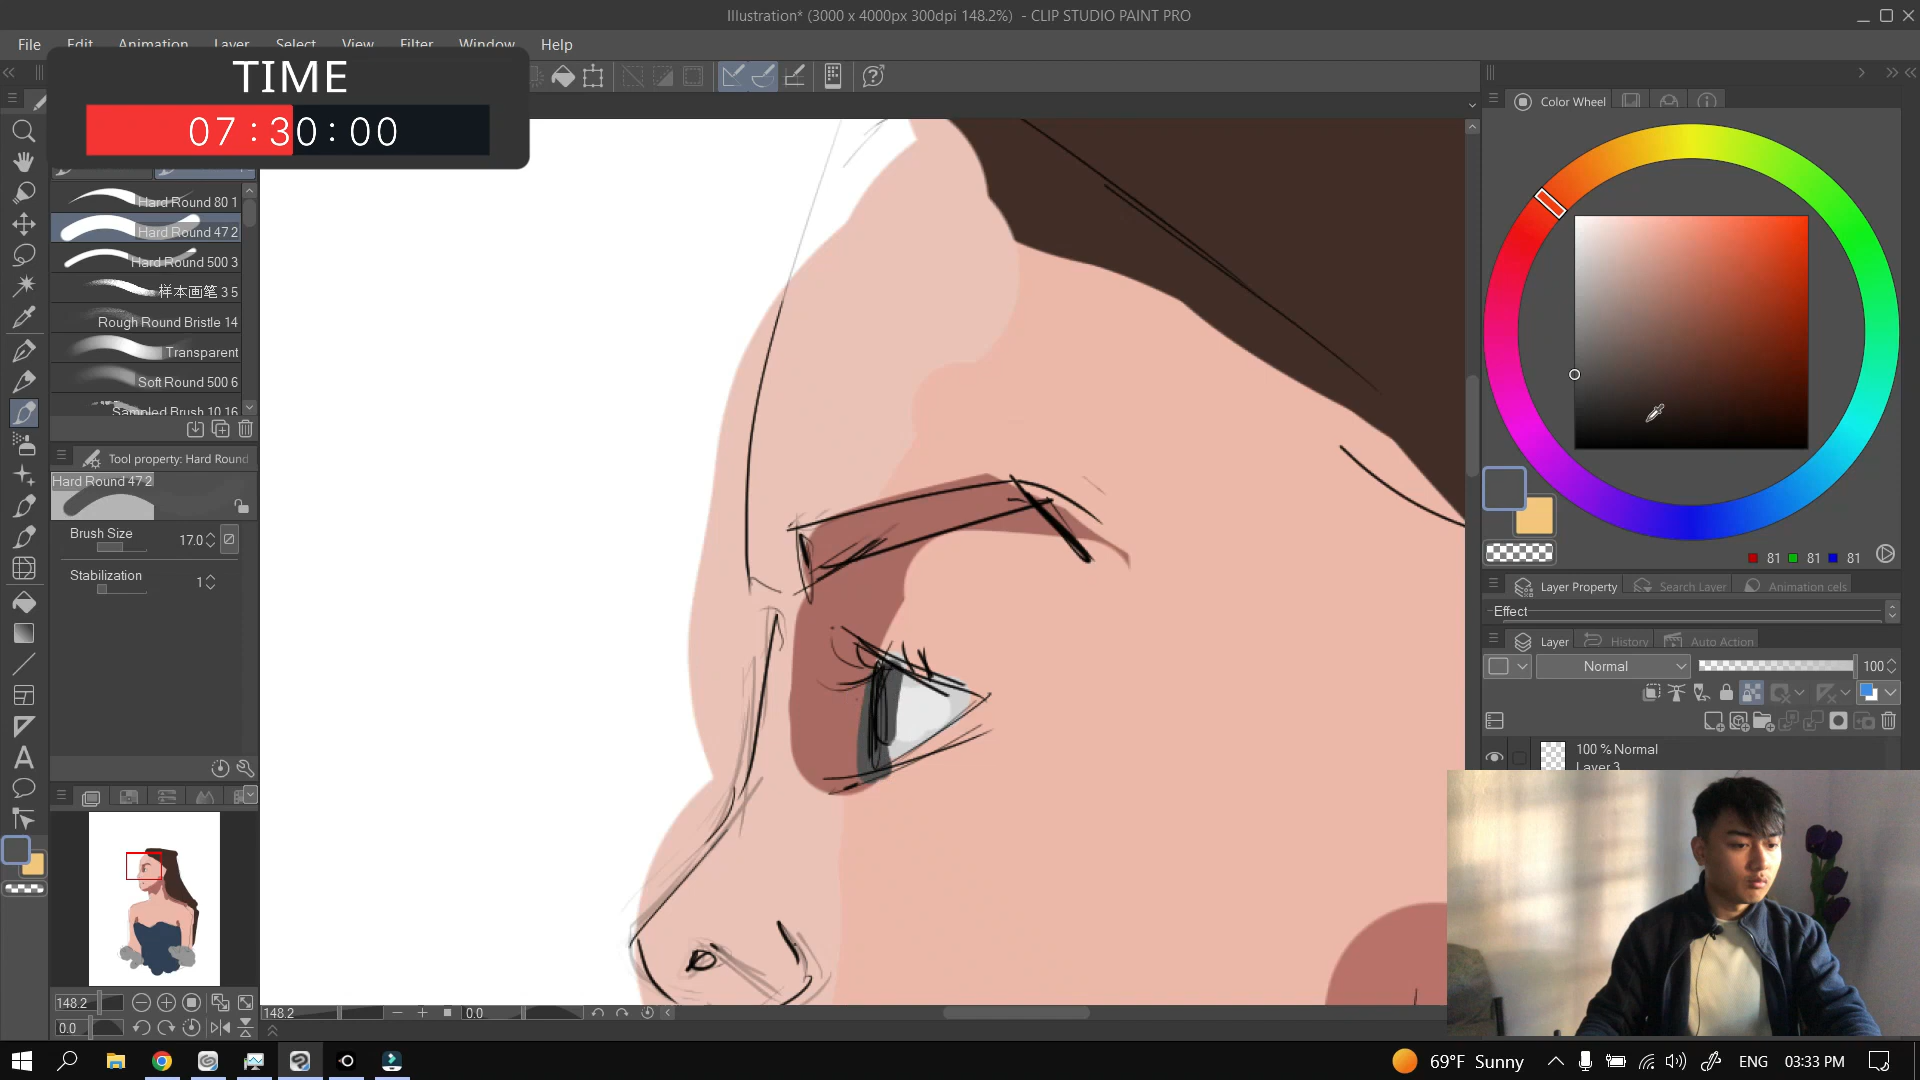 Illustration* (3000 x 4000px 300dpi 148.2%) - CLIP STUDIO PAINT PRO
File Edit Animation Layer Select View Filter Window Help
TIME
07:30:00
Color Wheel
Hard Round 80 1
Hard Round 47 2
Hard Round 500 3
样本画笔 3 5
Rough Round Bristle 14
Transparent
Soft Round 500 6
Sampled Brush 10 16
Tool property: Hard Round
Hard Round 47 2
Brush Size 17.0
Stabilization 1
81 81 81
Layer Property Search Layer Animation cels
Effect
Layer History Auto Action
Normal 100
100 % Normal
Layer 3
148.2
0.0
148.2 0.0
69°F Sunny ENG 03:33 PM